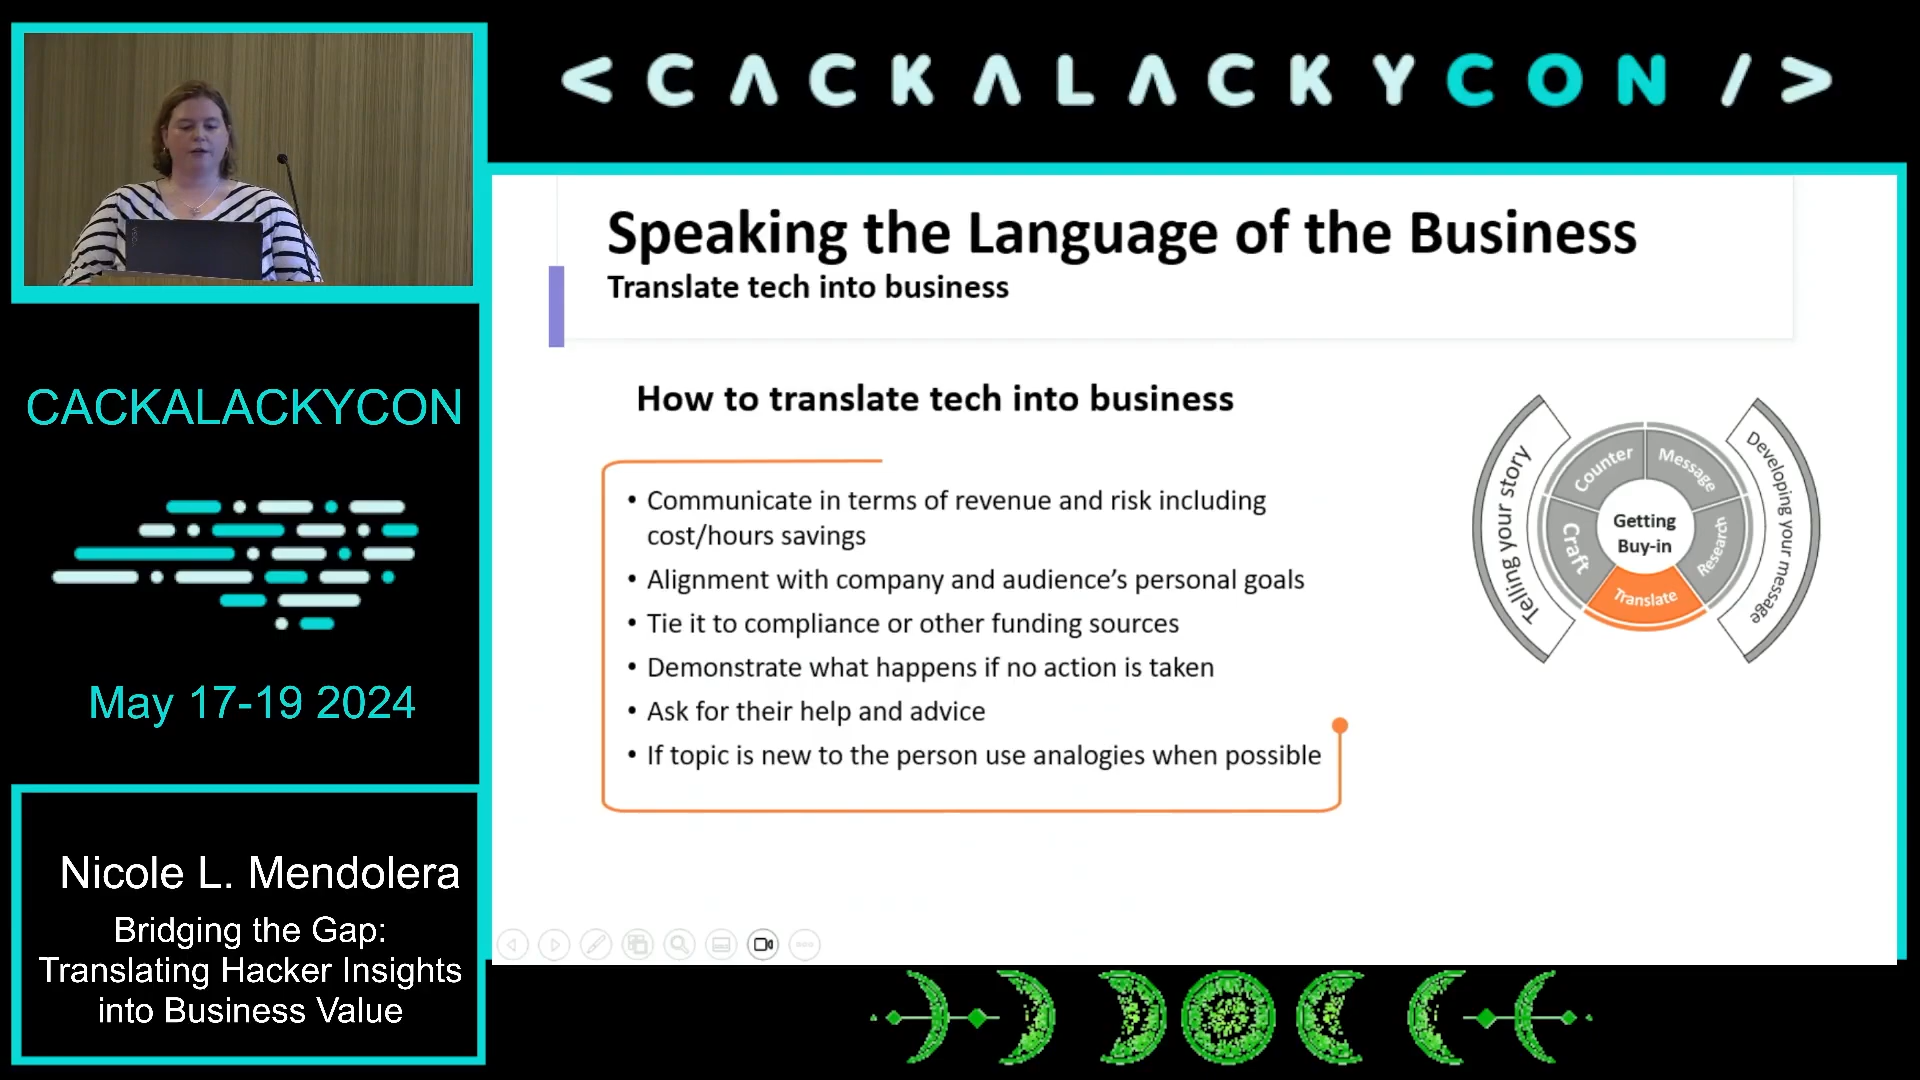 < CACKALACKYCON />
Speaking the Language of the Business
Translate tech into business
How to translate tech into business
• Communicate in terms of revenue and risk including
cost/hours savings
• Alignment with company and audience’s personal goals
• Tie it to compliance or other funding sources
• Demonstrate what happens if no action is taken
• Ask for their help and advice
• If topic is new to the person use analogies when possible
Telling your story
Counter
Message
Developing your message
Craft
Getting
Buy-in
Research
Translate
YOGA
CACKALACKYCON
May 17-19 2024
Nicole L. Mendolera
Bridging the Gap:
Translating Hacker Insights
into Business Value